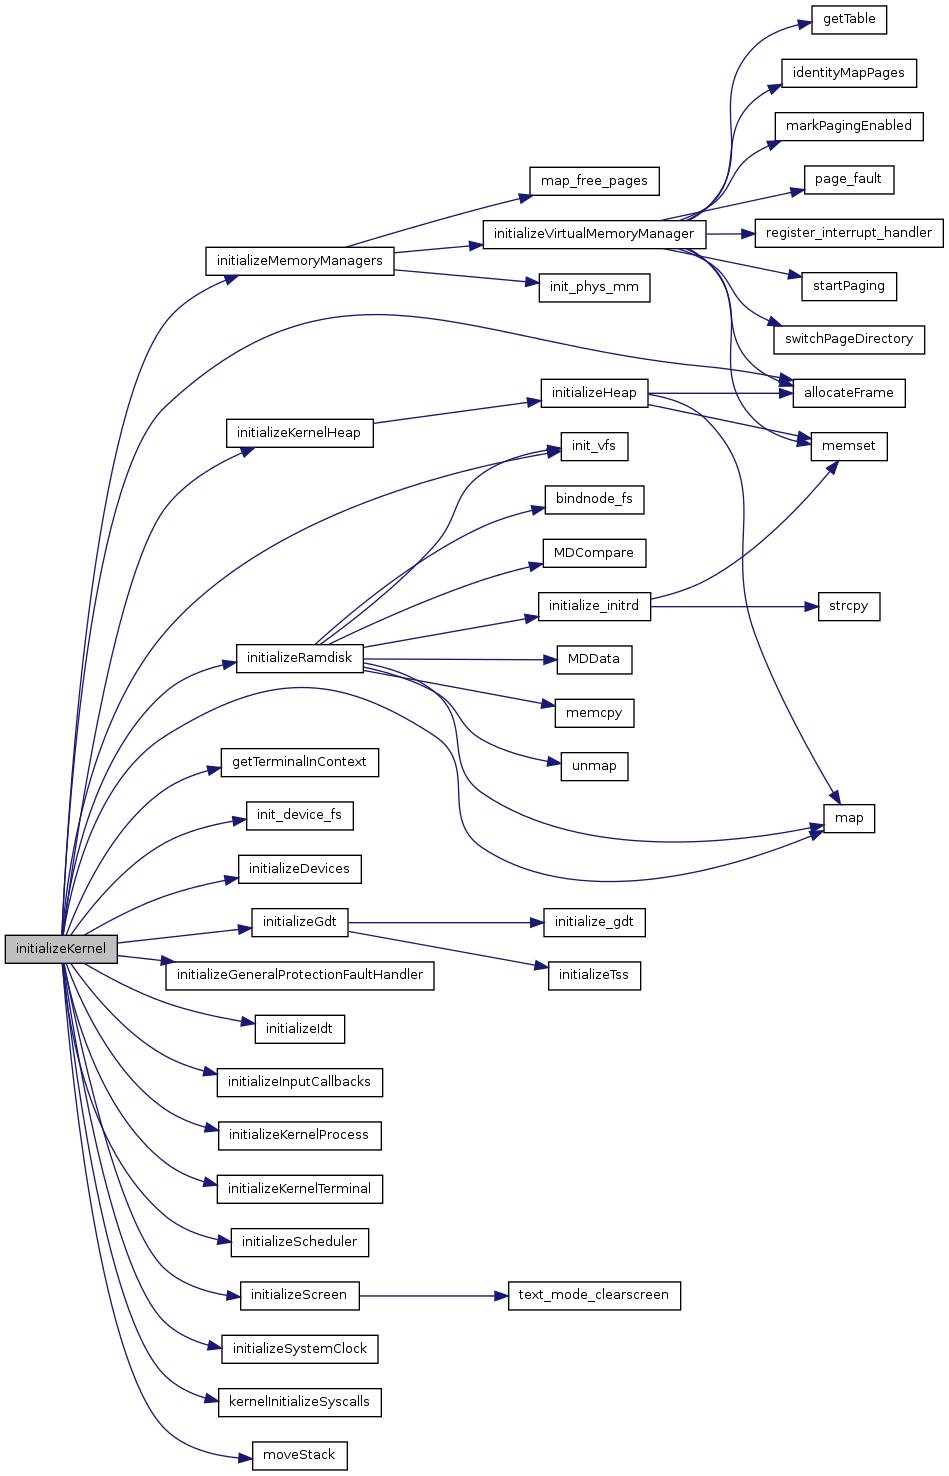 getTable
identityMapPages
markPagingEnabled
map_free_pages
page_fault
initializeVirtualMemoryManager
register_interrupt_handler
initializeMemoryManagers
init_phys_mm
startPaging
switchPageDirectory
initializeHeap
allocateFrame
initializeKernelHeap
init_vfs
memset
bindnode_fs
MDCompare
initialize_initrd
strcpy
initializeRamdisk
MDData
memcpy
getTerminalInContext
unmap
init_device_fs
map
initializeDevices
initializeGdt
initialize_gdt
initializeKernel
initializeGeneralProtectionFaultHandler
initializeTss
initializeIdt
initializeInputCallbacks
initializeKernelProcess
initializeKernelTerminal
initializeScheduler
initializeScreen
text_mode_clearscreen
initializeSystemClock
kernelInitializeSyscalls
moveStack